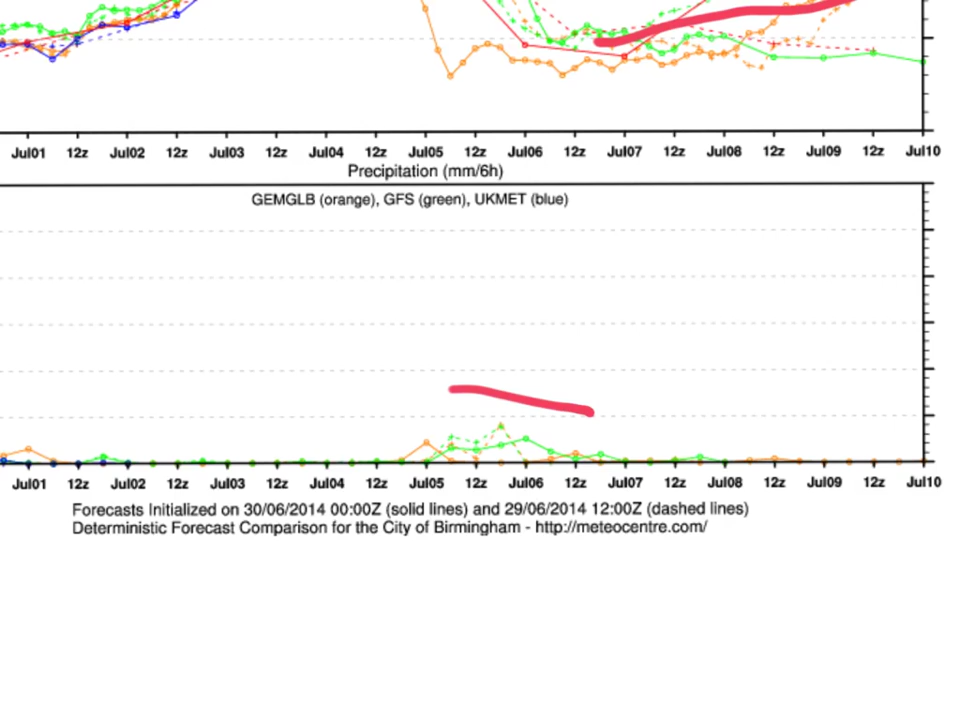 Jul01 12z Jul02 12z Jul03 12z Jul04 12z Jul05 12z Jul06 12z Jul07 12z Jul08 12z Jul09 12z Jul10
Precipitation (mm/6h)
GEMGLB (orange), GFS (green), UKMET (blue)
Jul01 12z Jul02 12z Jul03 12z Jul04 12z Jul05 12z Jul06 12z Jul07 12z Jul08 12z Jul09 12z Jul10
Forecasts Initialized on 30/06/2014 00:00Z (solid lines) and 29/06/2014 12:00Z (dashed lines)
Deterministic Forecast Comparison for the City of Birmingham - http://meteocentre.com/